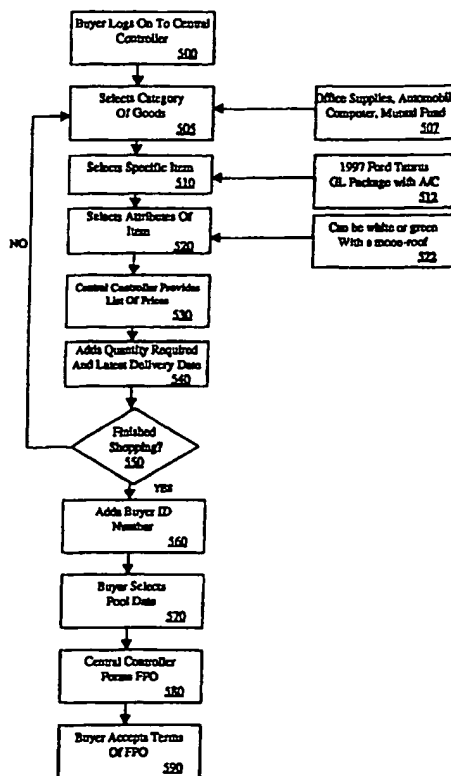 Buyer Logs On To Central
Controller
500
Selects Category
Of Goods
505
Office Supplies, Automobile
Computer, Mutual Fund
507
Selects Specific Item
510
1997 Ford Taurus
GL Package with A/C
512
NO
Selects Attributes Of
Item
520
Can be white or green
With a moon-roof
522
Central Controller Provides
List Of Prices
530
Adds Quantity Required
And Latest Delivery Date
540
Finished
Shopping?
550
YES
Adds Buyer ID
Number
560
Buyer Selects
Pool Date
570
Central Controller
Forms FPO
580
Buyer Accepts Terms
Of FPO
590